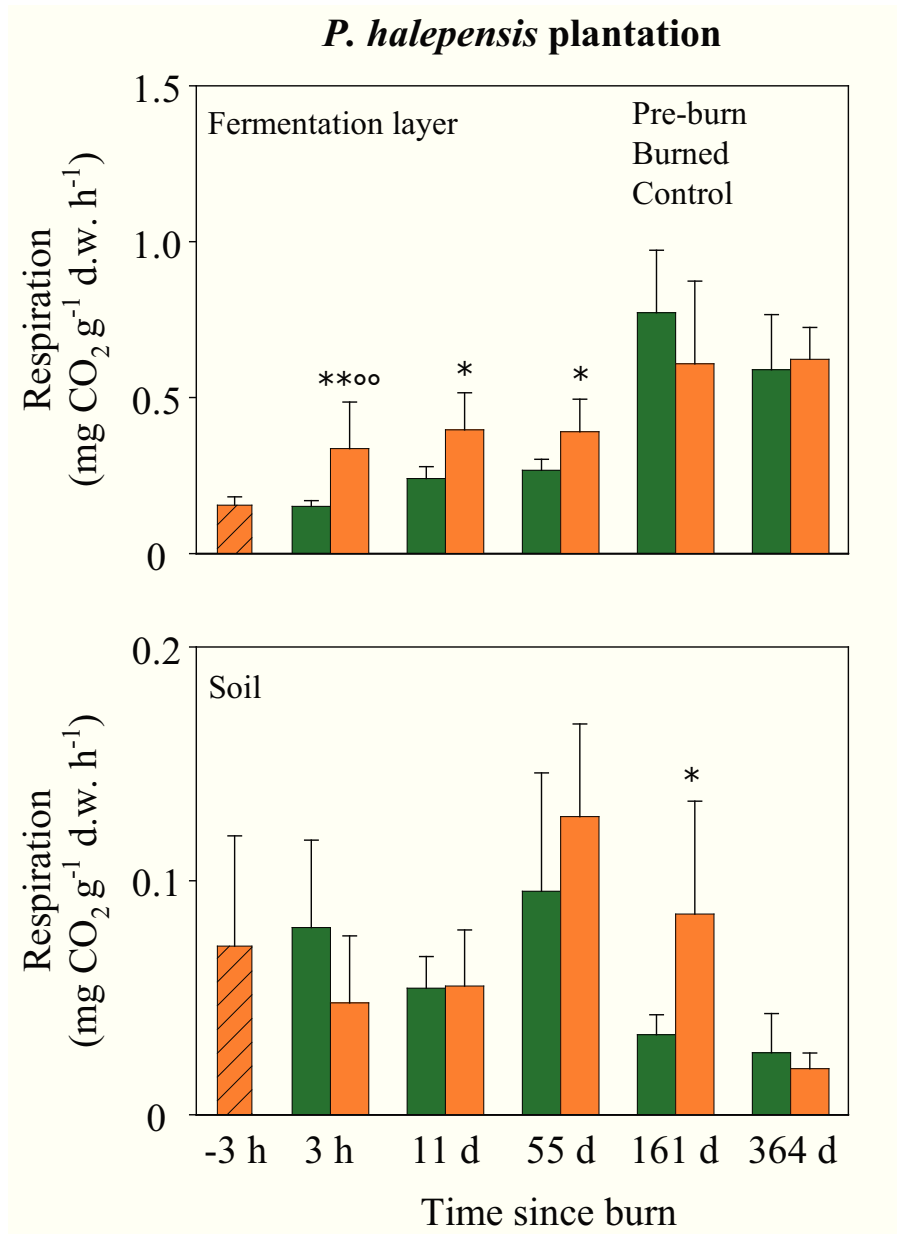 P. halepensis plantation
Fermentation layer
Pre-burn
Burned
Control
Respiration
(mg CO₂ g⁻¹ d.w. h⁻¹)
1.5
1.0
0.5
0
**°°
*
*
Soil
Respiration
(mg CO₂ g⁻¹ d.w. h⁻¹)
0.2
0.1
0
*
-3 h 3 h 11 d 55 d 161 d 364 d
Time since burn